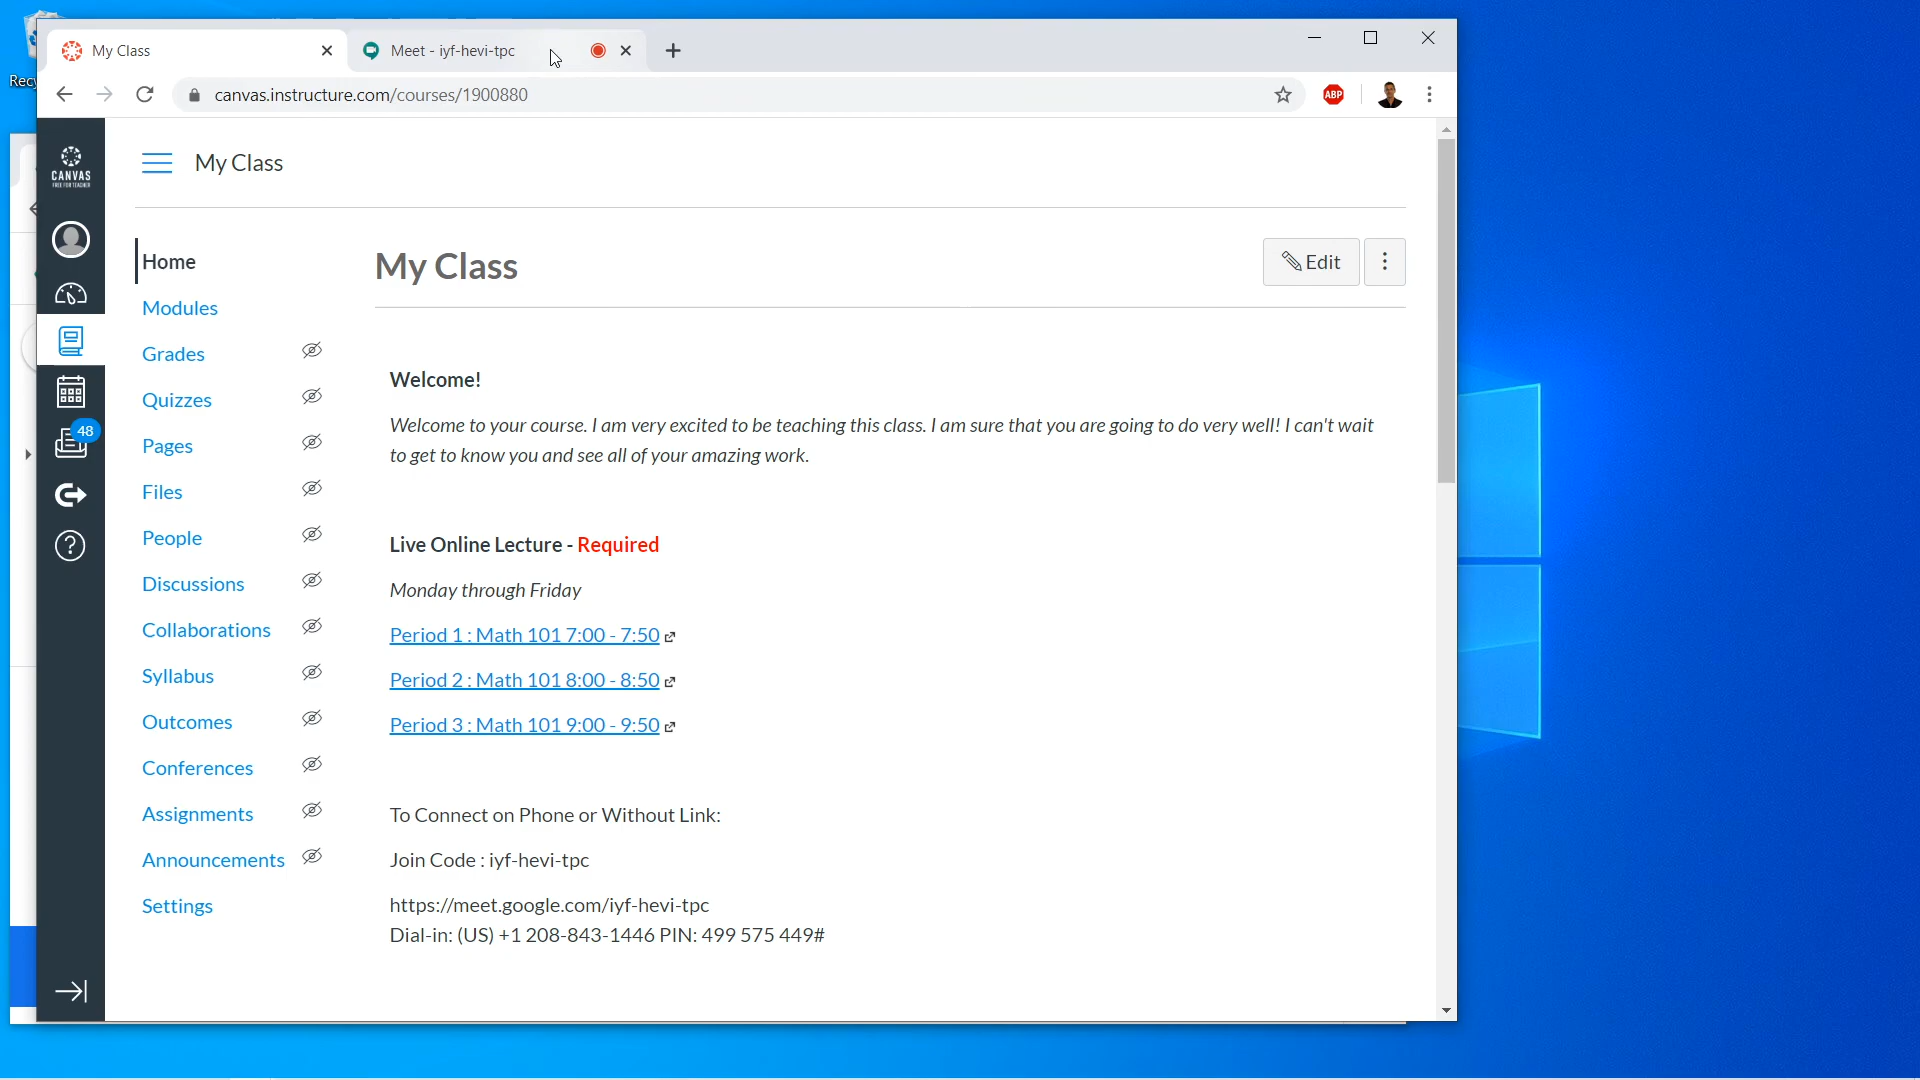 My Class
Meet - iyf-hevi-tpc
canvas.instructure.com/courses/1900880
ABP
CANVAS
FREE FOR TEACHER
My Class
Home
Modules
Grades
Quizzes
Pages
Files
People
Discussions
Collaborations
Syllabus
Outcomes
Conferences
Assignments
Announcements
Settings
48
My Class
Edit
Welcome!
Welcome to your course. I am very excited to be teaching this class. I am sure that you are going to do very well! I can't wait
to get to know you and see all of your amazing work.
Live Online Lecture - Required
Monday through Friday
Period 1 : Math 101 7:00 - 7:50
Period 2 : Math 101 8:00 - 8:50
Period 3 : Math 101 9:00 - 9:50
To Connect on Phone or Without Link:
Join Code : iyf-hevi-tpc
https://meet.google.com/iyf-hevi-tpc
Dial-in: (US) +1 208-843-1446 PIN: 499 575 449#